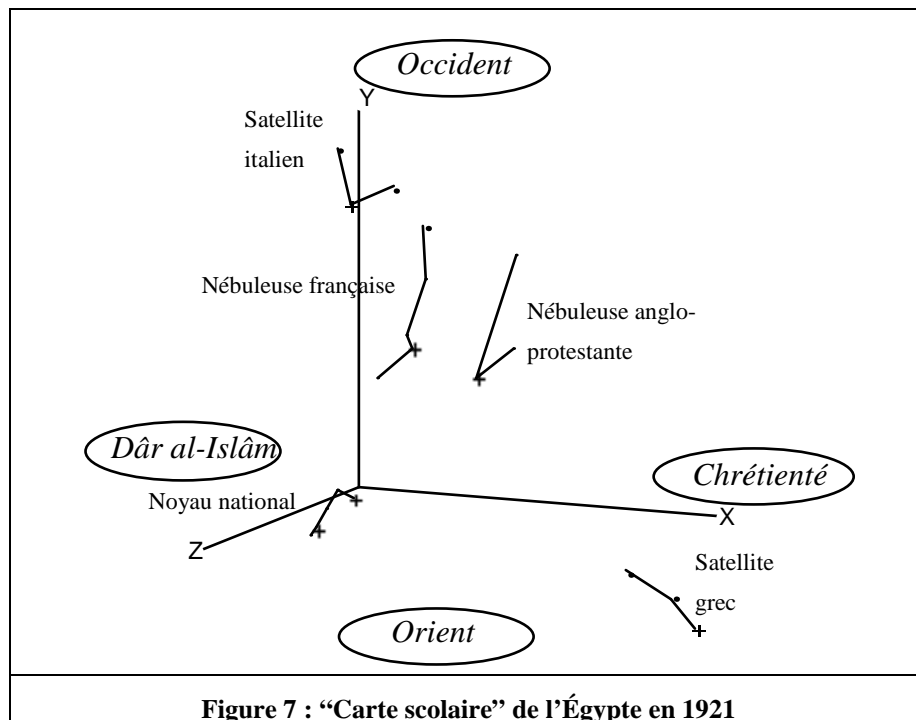 Occident
Y
Satellite
italien
Nébuleuse française
Nébuleuse anglo-
protestante
Dâr al-Islâm
Chrétienté
Noyau national
X
Z
Satellite
grec
Orient
Figure 7 : “Carte scolaire” de l’Égypte en 1921